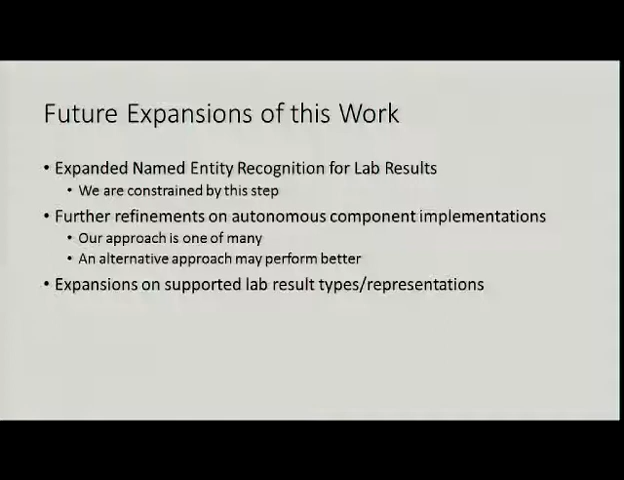 Future Expansions of this Work
• Expanded Named Entity Recognition for Lab Results
• We are constrained by this step
• Further refinements on autonomous component implementations
• Our approach is one of many
• An alternative approach may perform better
• Expansions on supported lab result types/representations